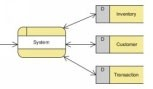 D Inventory
System
D Customer
D Transaction